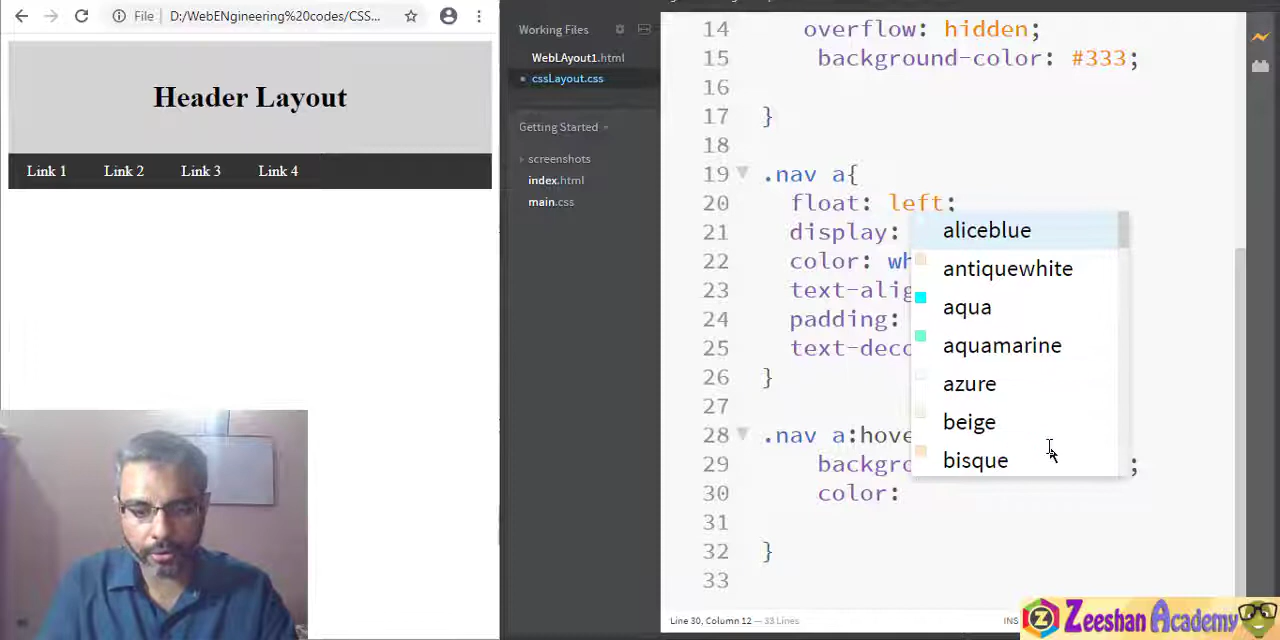 File
D:/WebENgineering%20codes/CSS...
Header Layout
Link 1
Link 2
Link 3
Link 4
Working Files
WebLAyout1.html
cssLayout.css
Getting Started
screenshots
index.html
main.css
14 overflow: hidden;
15 background-color: #333;
16
17 }
18
19 .nav a{
20 float: left;
21 display:
22 color: wh
23 text-alig
24 padding:
25 text-deco
26 }
27
28 .nav a:hove
29 backgro ;
30 color:
31
32 }
33
aliceblue
antiquewhite
aqua
aquamarine
azure
beige
bisque
Line 30, Column 12 — 33 Lines
INS
Zeeshan Academy